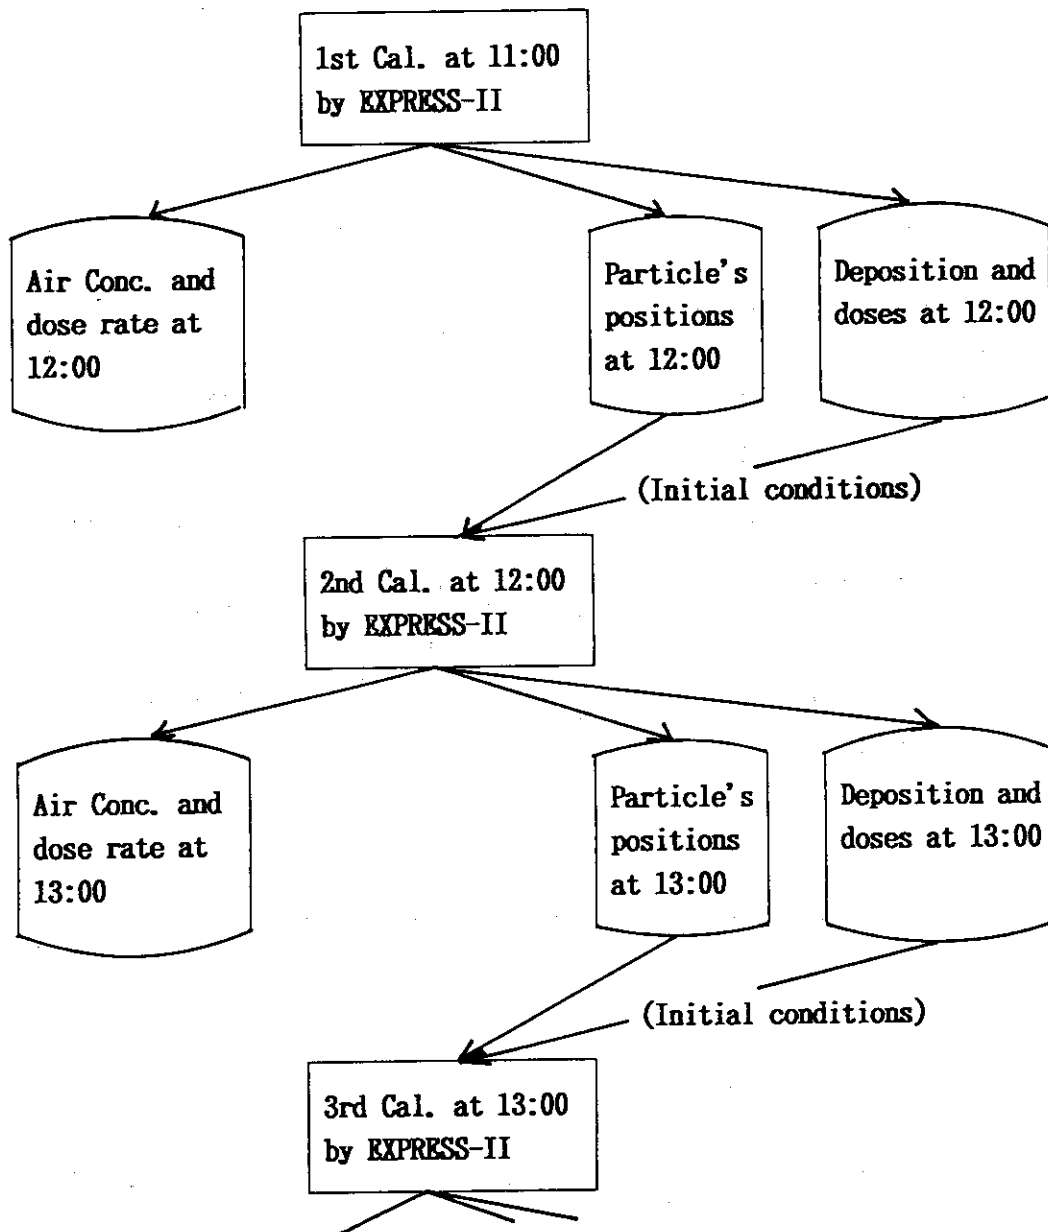 1st Cal. at 11:00
by EXPRESS-II
Air Conc. and
dose rate at
12:00
Particle's
positions
at 12:00
Deposition and
doses at 12:00
(Initial conditions)
2nd Cal. at 12:00
by EXPRESS-II
Air Conc. and
dose rate at
13:00
Particle's
positions
at 13:00
Deposition and
doses at 13:00
(Initial conditions)
3rd Cal. at 13:00
by EXPRESS-II